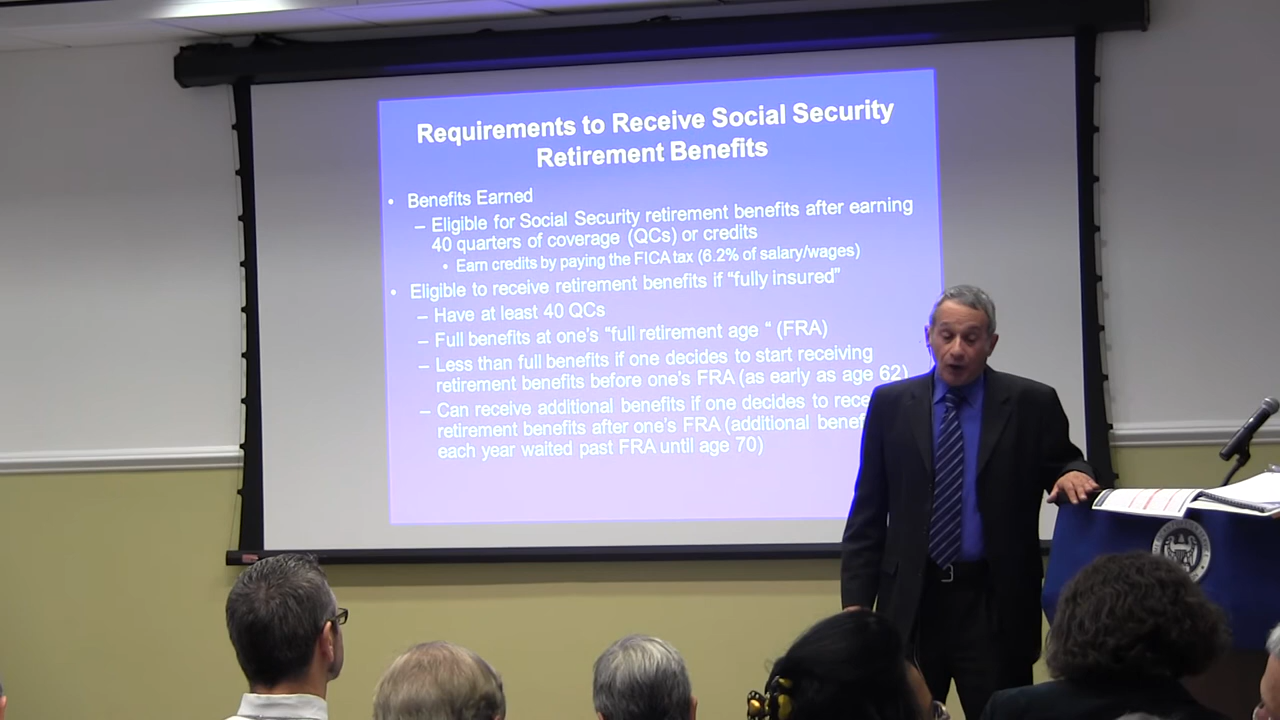 Requirements to Receive Social Security
Retirement Benefits
• Benefits Earned
– Eligible for Social Security retirement benefits after earning
40 quarters of coverage (QCs) or credits
• Earn credits by paying the FICA tax (6.2% of salary/wages)
• Eligible to receive retirement benefits if "fully insured"
– Have at least 40 QCs
– Full benefits at one's "full retirement age " (FRA)
– Less than full benefits if one decides to start receiving
retirement benefits before one's FRA (as early as age 62)
– Can receive additional benefits if one decides to
retirement benefits after one's FRA (additional
each year waited past FRA until age 70)